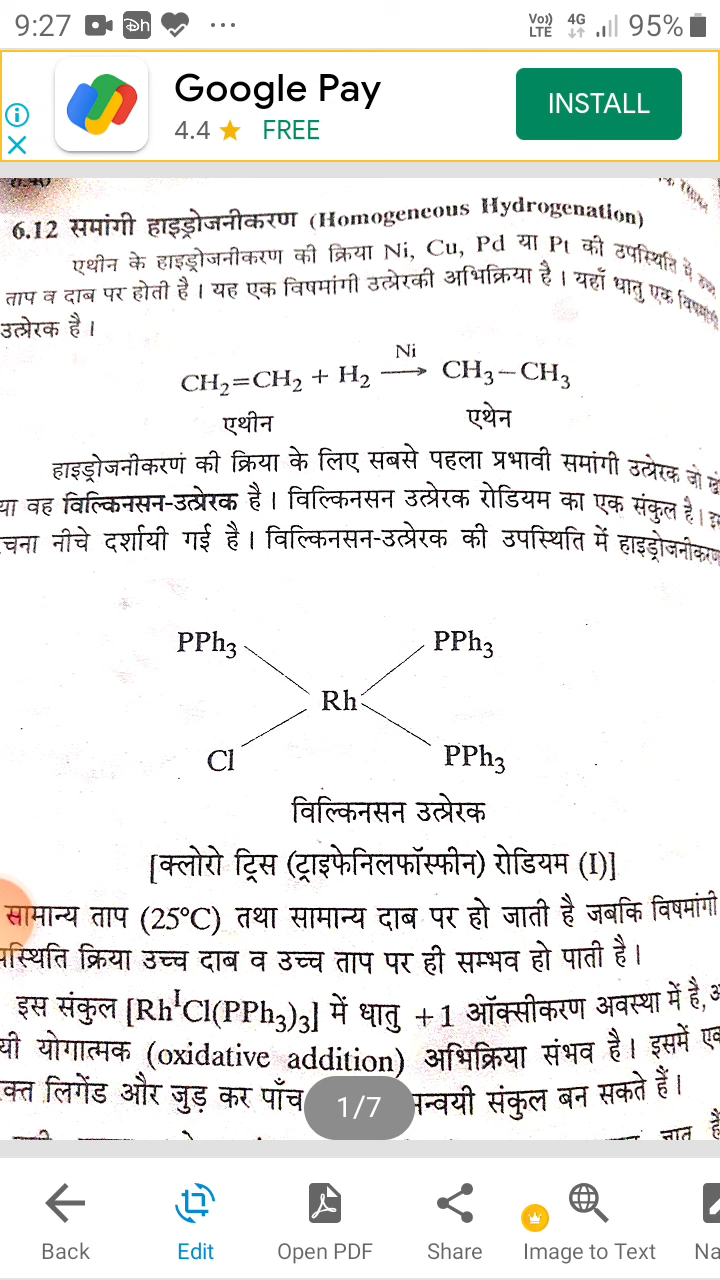 9:27 Dh ... Vo)) LTE 4G 95%
Google Pay
4.4 FREE
INSTALL
6.12 समांगी हाइड्रोजनीकरण (Homogeneous Hydrogenation)
एथीन के हाइड्रोजनीकरण की क्रिया Ni, Cu, Pd या Pt की उपस्थिति में
ताप व दाब पर होती है । यह एक विषमांगी उत्प्रेरकी अभिक्रिया है । यहाँ धातु एक
उत्प्रेरक है ।
CH2=CH2 + H2 Ni → CH3–CH3
एथीन एथेन
हाइड्रोजनीकरण की क्रिया के लिए सबसे पहला प्रभावी समांगी उत्प्रेरक जो
या वह विल्किनसन-उत्प्रेरक है । विल्किनसन उत्प्रेरक रोडियम का एक संकुल है ।
चना नीचे दर्शायी गई है । विल्किनसन-उत्प्रेरक की उपस्थिति में हाइड्रोजनीकरण
PPh3 PPh3
Rh
Cl PPh3
विल्किनसन उत्प्रेरक
[क्लोरो ट्रिस (ट्राइफेनिलफॉस्फीन) रोडियम (I)]
सामान्य ताप (25°C) तथा सामान्य दाब पर हो जाती है जबकि विषमांगी
पस्थिति क्रिया उच्च दाब व उच्च ताप पर ही सम्भव हो पाती है ।
इस संकुल [RhICl(PPh3)3] में धातु +1 ऑक्सीकरण अवस्था में है,
यी योगात्मक (oxidative addition) अभिक्रिया संभव है । इसमें
क्त लिगेंड और जुड़ कर पाँच न्वयी संकुल बन सकते हैं ।
1/7
Back Edit Open PDF Share Image to Text Na